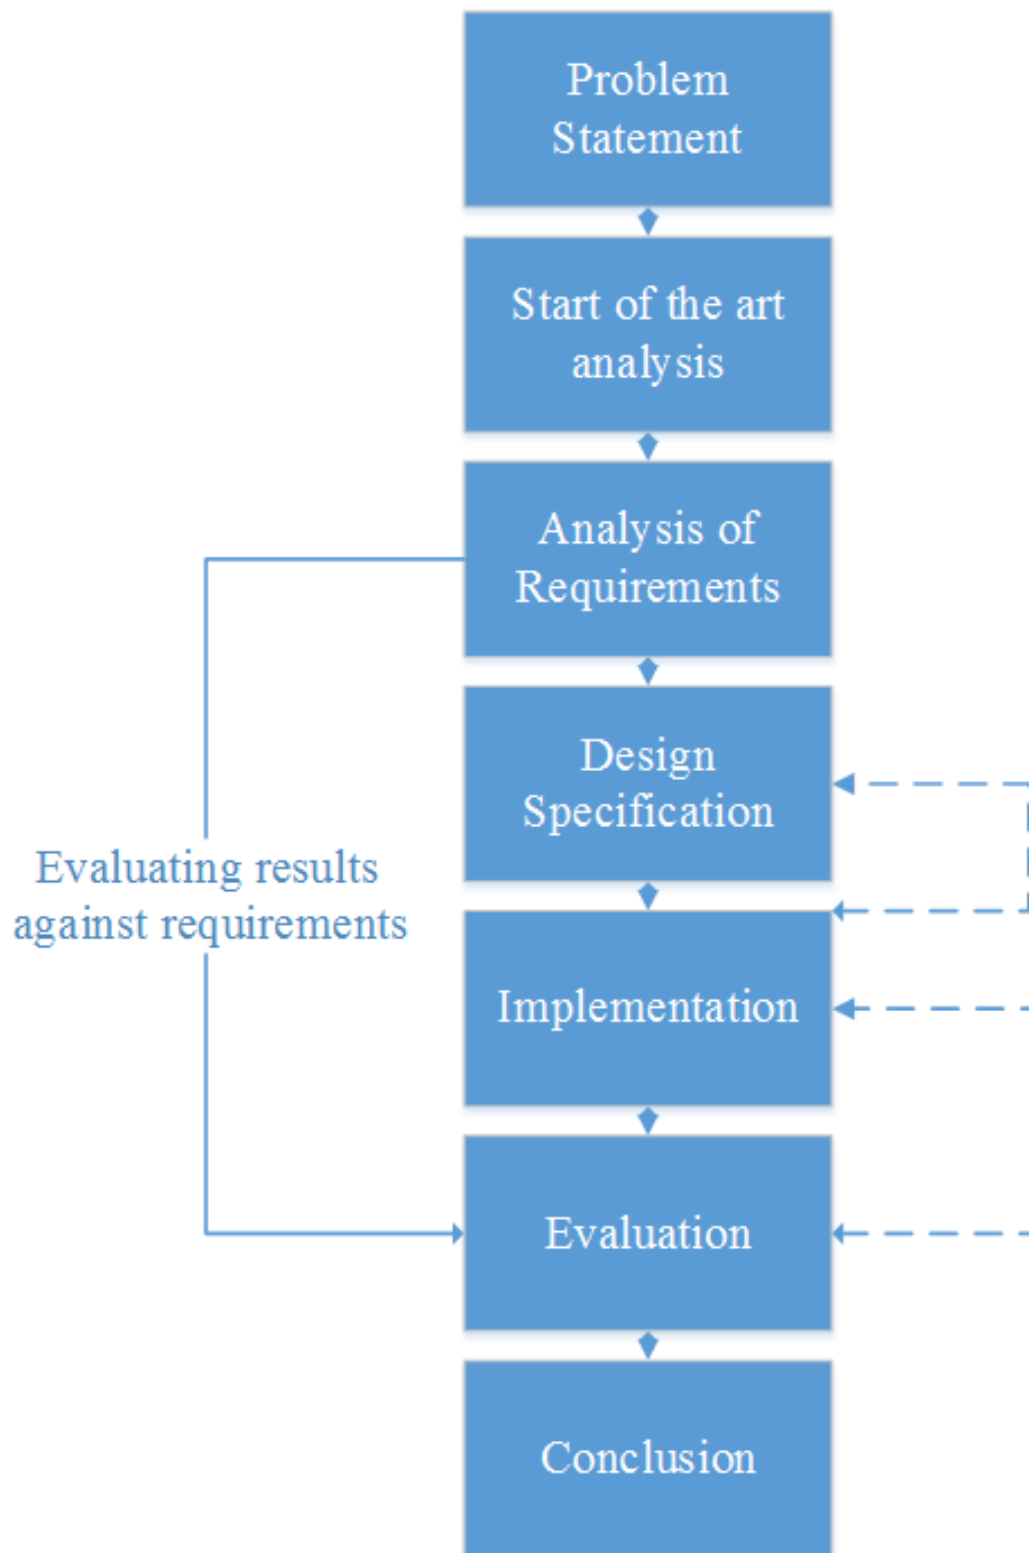 Problem
Statement
Start of the art
analysis
Analysis of
Requirements
Design
Specification
Evaluating results
against requirements
Implementation
Evaluation
Conclusion